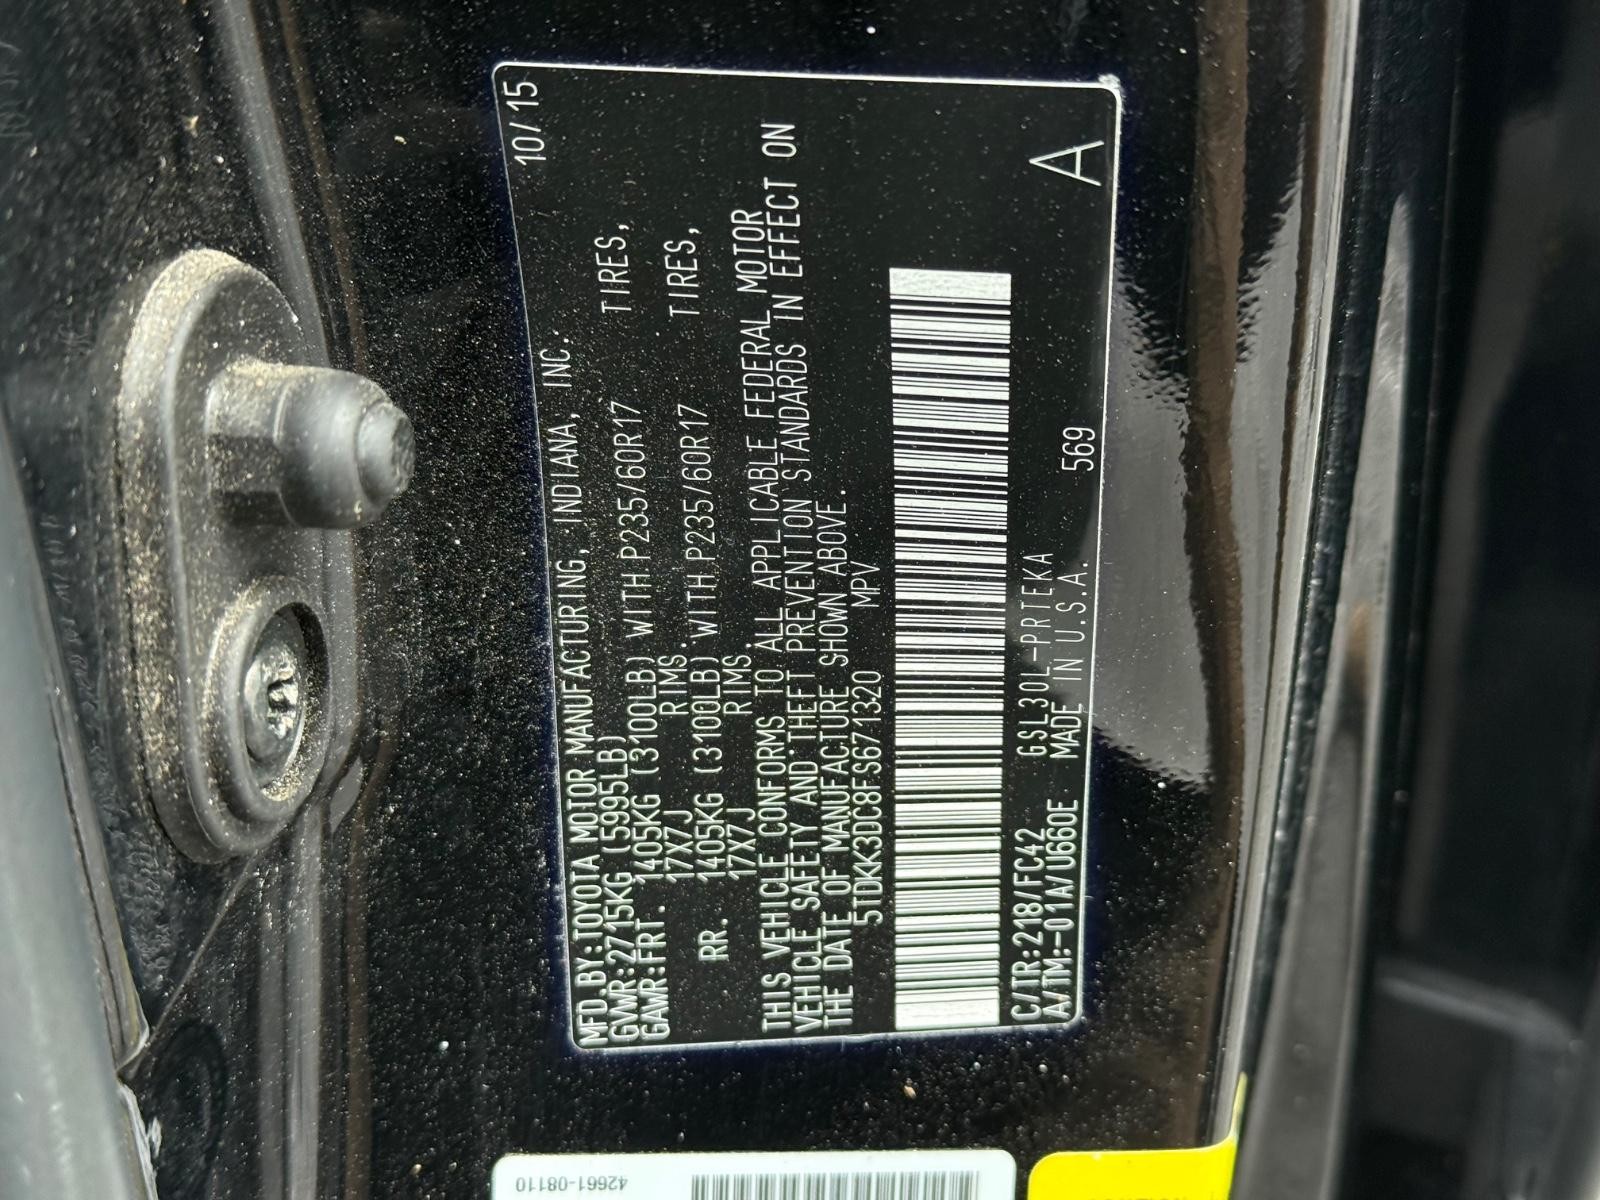 MFD.BY:TOYOTA MOTOR MANUFACTURING, INDIANA, INC. 10/15
GVWR:2715KG (5995LB)
GAWR:FRT. 1405KG (3100LB) WITH P235/60R17 TIRES,
17X7J RIMS.
RR. 1405KG (3100LB) WITH P235/60R17 TIRES,
17X7J RIMS.
THIS VEHICLE CONFORMS TO ALL APPLICABLE FEDERAL MOTOR
VEHICLE SAFETY AND THEFT PREVENTION STANDARDS IN EFFECT ON
THE DATE OF MANUFACTURE SHOWN ABOVE.
5TDKK3DC8FS671320 MPV
C/TR:218/FC42 GSL30L-PRTEKA 569
A/TM:-01A/U660E MADE IN U.S.A. A
42661-08110